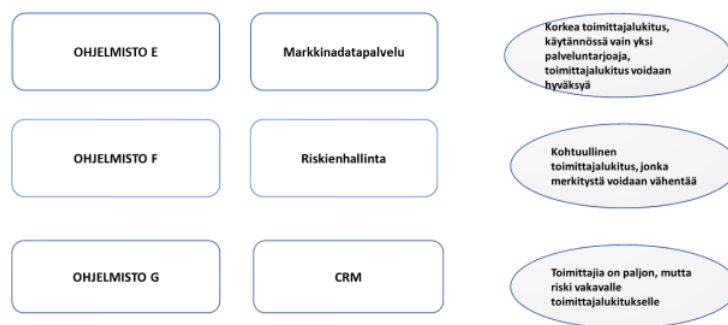 OHJELMISTO E
Markkinadatapalvelu
Korkea toimittajalukitus,
käytännössä vain yksi
palveluntarjoaja,
toimittajalukitus voidaan
hyväksyä
OHJELMISTO F
Riskienhallinta
Kohtuullinen
toimittajalukitus, jonka
merkitystä voidaan vähentää
OHJELMISTO G
CRM
Toimittajia on paljon, mutta
riski vakavalle
toimittajalukitukselle